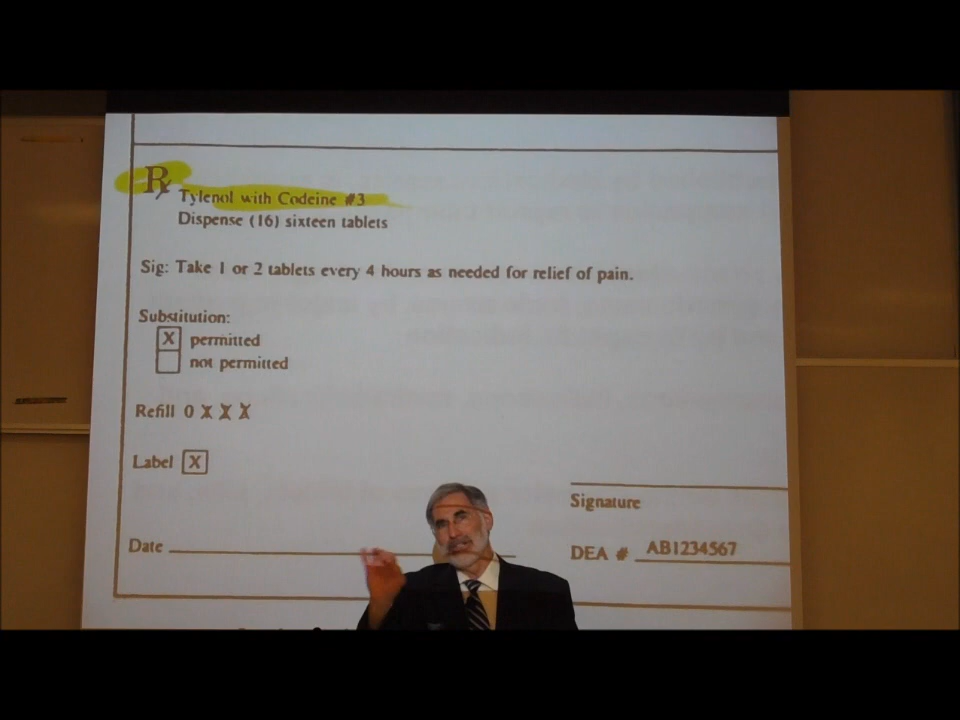 Rx
Tylenol with Codeine #3
Dispense (16) sixteen tablets
Sig: Take 1 or 2 tablets every 4 hours as needed for relief of pain.
Substitution:
X permitted
not permitted
Refill 0 X X X
Label X
Signature
Date
DEA # AB1234567